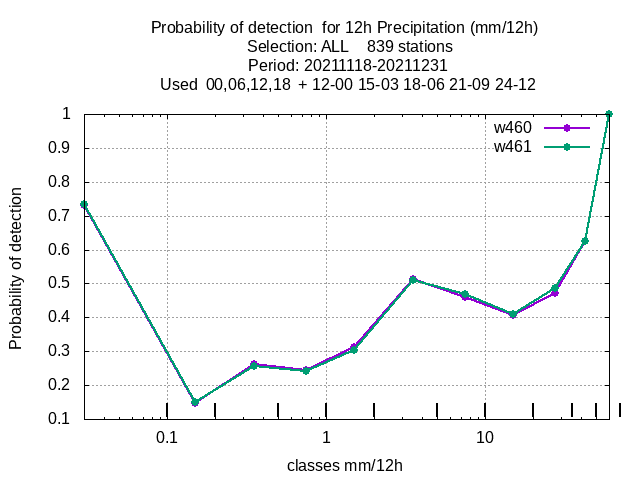 Probability of detection  for 12h Precipitation (mm/12h)
Selection: ALL    839 stations
Period: 20211118-20211231
Used  00,06,12,18  + 12-00 15-03 18-06 21-09 24-12
w460
w461
Probability of detection
1
0.9
0.8
0.7
0.6
0.5
0.4
0.3
0.2
0.1
0.1
1
10
classes mm/12h